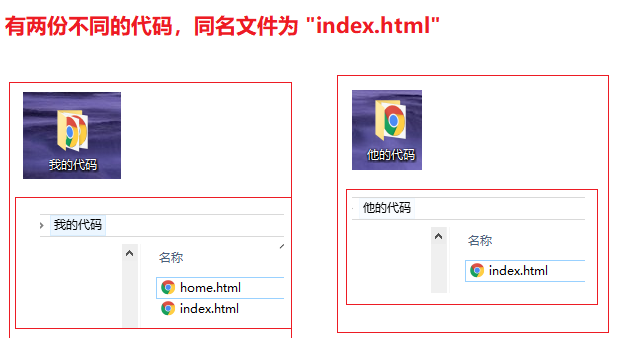 有两份不同的代码，同名文件为 "index.html"
我的代码
我的代码
名称
home.html
index.html
他的代码
他的代码
名称
index.html